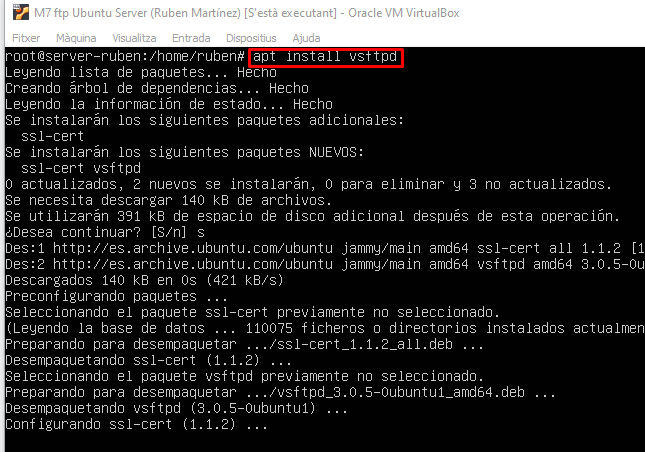 M7 ftp Ubuntu Server (Ruben Martínez) [S'està executant] - Oracle VM VirtualBox
Fitxer Màquina Visualitza Entrada Dispositius Ajuda
root@server-ruben:/home/ruben# apt install vsftpd
Leyendo lista de paquetes... Hecho
Creando árbol de dependencias... Hecho
Leyendo la información de estado... Hecho
Se instalarán los siguientes paquetes adicionales:
ssl-cert
Se instalarán los siguientes paquetes NUEVOS:
ssl-cert vsftpd
0 actualizados, 2 nuevos se instalarán, 0 para eliminar y 3 no actualizados.
Se necesita descargar 140 kB de archivos.
Se utilizarán 391 kB de espacio de disco adicional después de esta operación.
¿Desea continuar? [S/n] s
Des:1 http://es.archive.ubuntu.com/ubuntu jammy/main amd64 ssl-cert all 1.1.2 [1
Des:2 http://es.archive.ubuntu.com/ubuntu jammy/main amd64 vsftpd amd64 3.0.5-0u
Descargados 140 kB en 0s (421 kB/s)
Preconfigurando paquetes ...
Seleccionando el paquete ssl-cert previamente no seleccionado.
(Leyendo la base de datos ... 110075 ficheros o directorios instalados actualmen
Preparando para desempaquetar .../ssl-cert_1.1.2_all.deb ...
Desempaquetando ssl-cert (1.1.2) ...
Seleccionando el paquete vsftpd previamente no seleccionado.
Preparando para desempaquetar .../vsftpd_3.0.5-0ubuntu1_amd64.deb ...
Desempaquetando vsftpd (3.0.5-0ubuntu1) ...
Configurando ssl-cert (1.1.2) ...